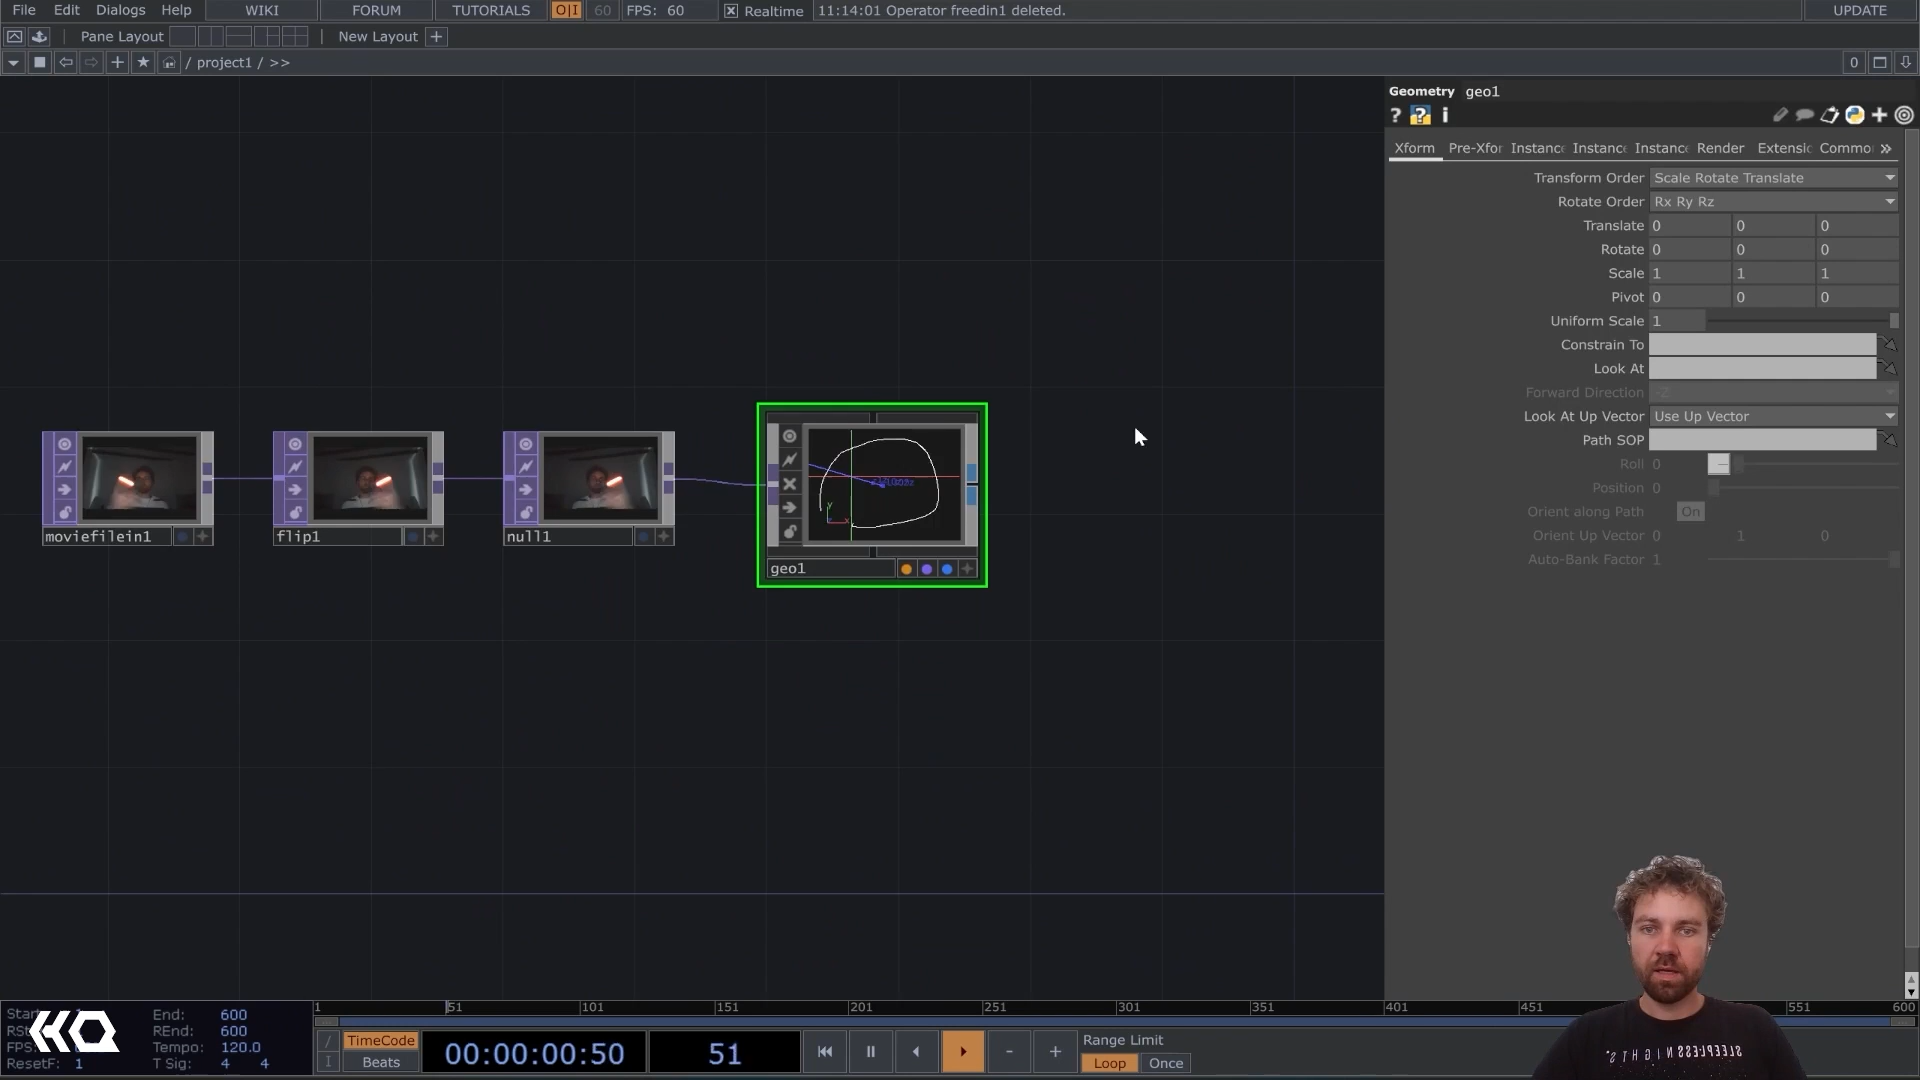 File Edit Dialogs Help WIKI FORUM TUTORIALS O|I 60 FPS: 60 Realtime 11:14:01 Operator freedin1 deleted. UPDATE
Pane Layout New Layout +
/ project1 / >> 0
Geometry geo1
? ? i
Xform Pre-Xfor Instanc Instanc Instanc Render Extensic Commo
Transform Order Scale Rotate Translate
Rotate Order Rx Ry Rz
Translate 0 0 0
Rotate 0 0 0
Scale 1 1 1
Pivot 0 0 0
Uniform Scale 1
Constrain To
Look At
Forward Direction -Z
Look At Up Vector Use Up Vector
Path SOP
Roll 0
Position 0
Orient along Path On
Orient Up Vector 0 1 0
Auto-Bank Factor 1
moviefilein1
flip1
null1
geo1
y
x
1 51 101 151 201 251 301 351 401 451 551 600
Start End: 600
REnd: 600
FPS: Tempo: 120.0
ResetF: 1 T Sig: 4 4
HQ
TimeCode
Beats
00:00:00:50
51
Range Limit
Loop Once
SLEEPLESSNIGHTS.